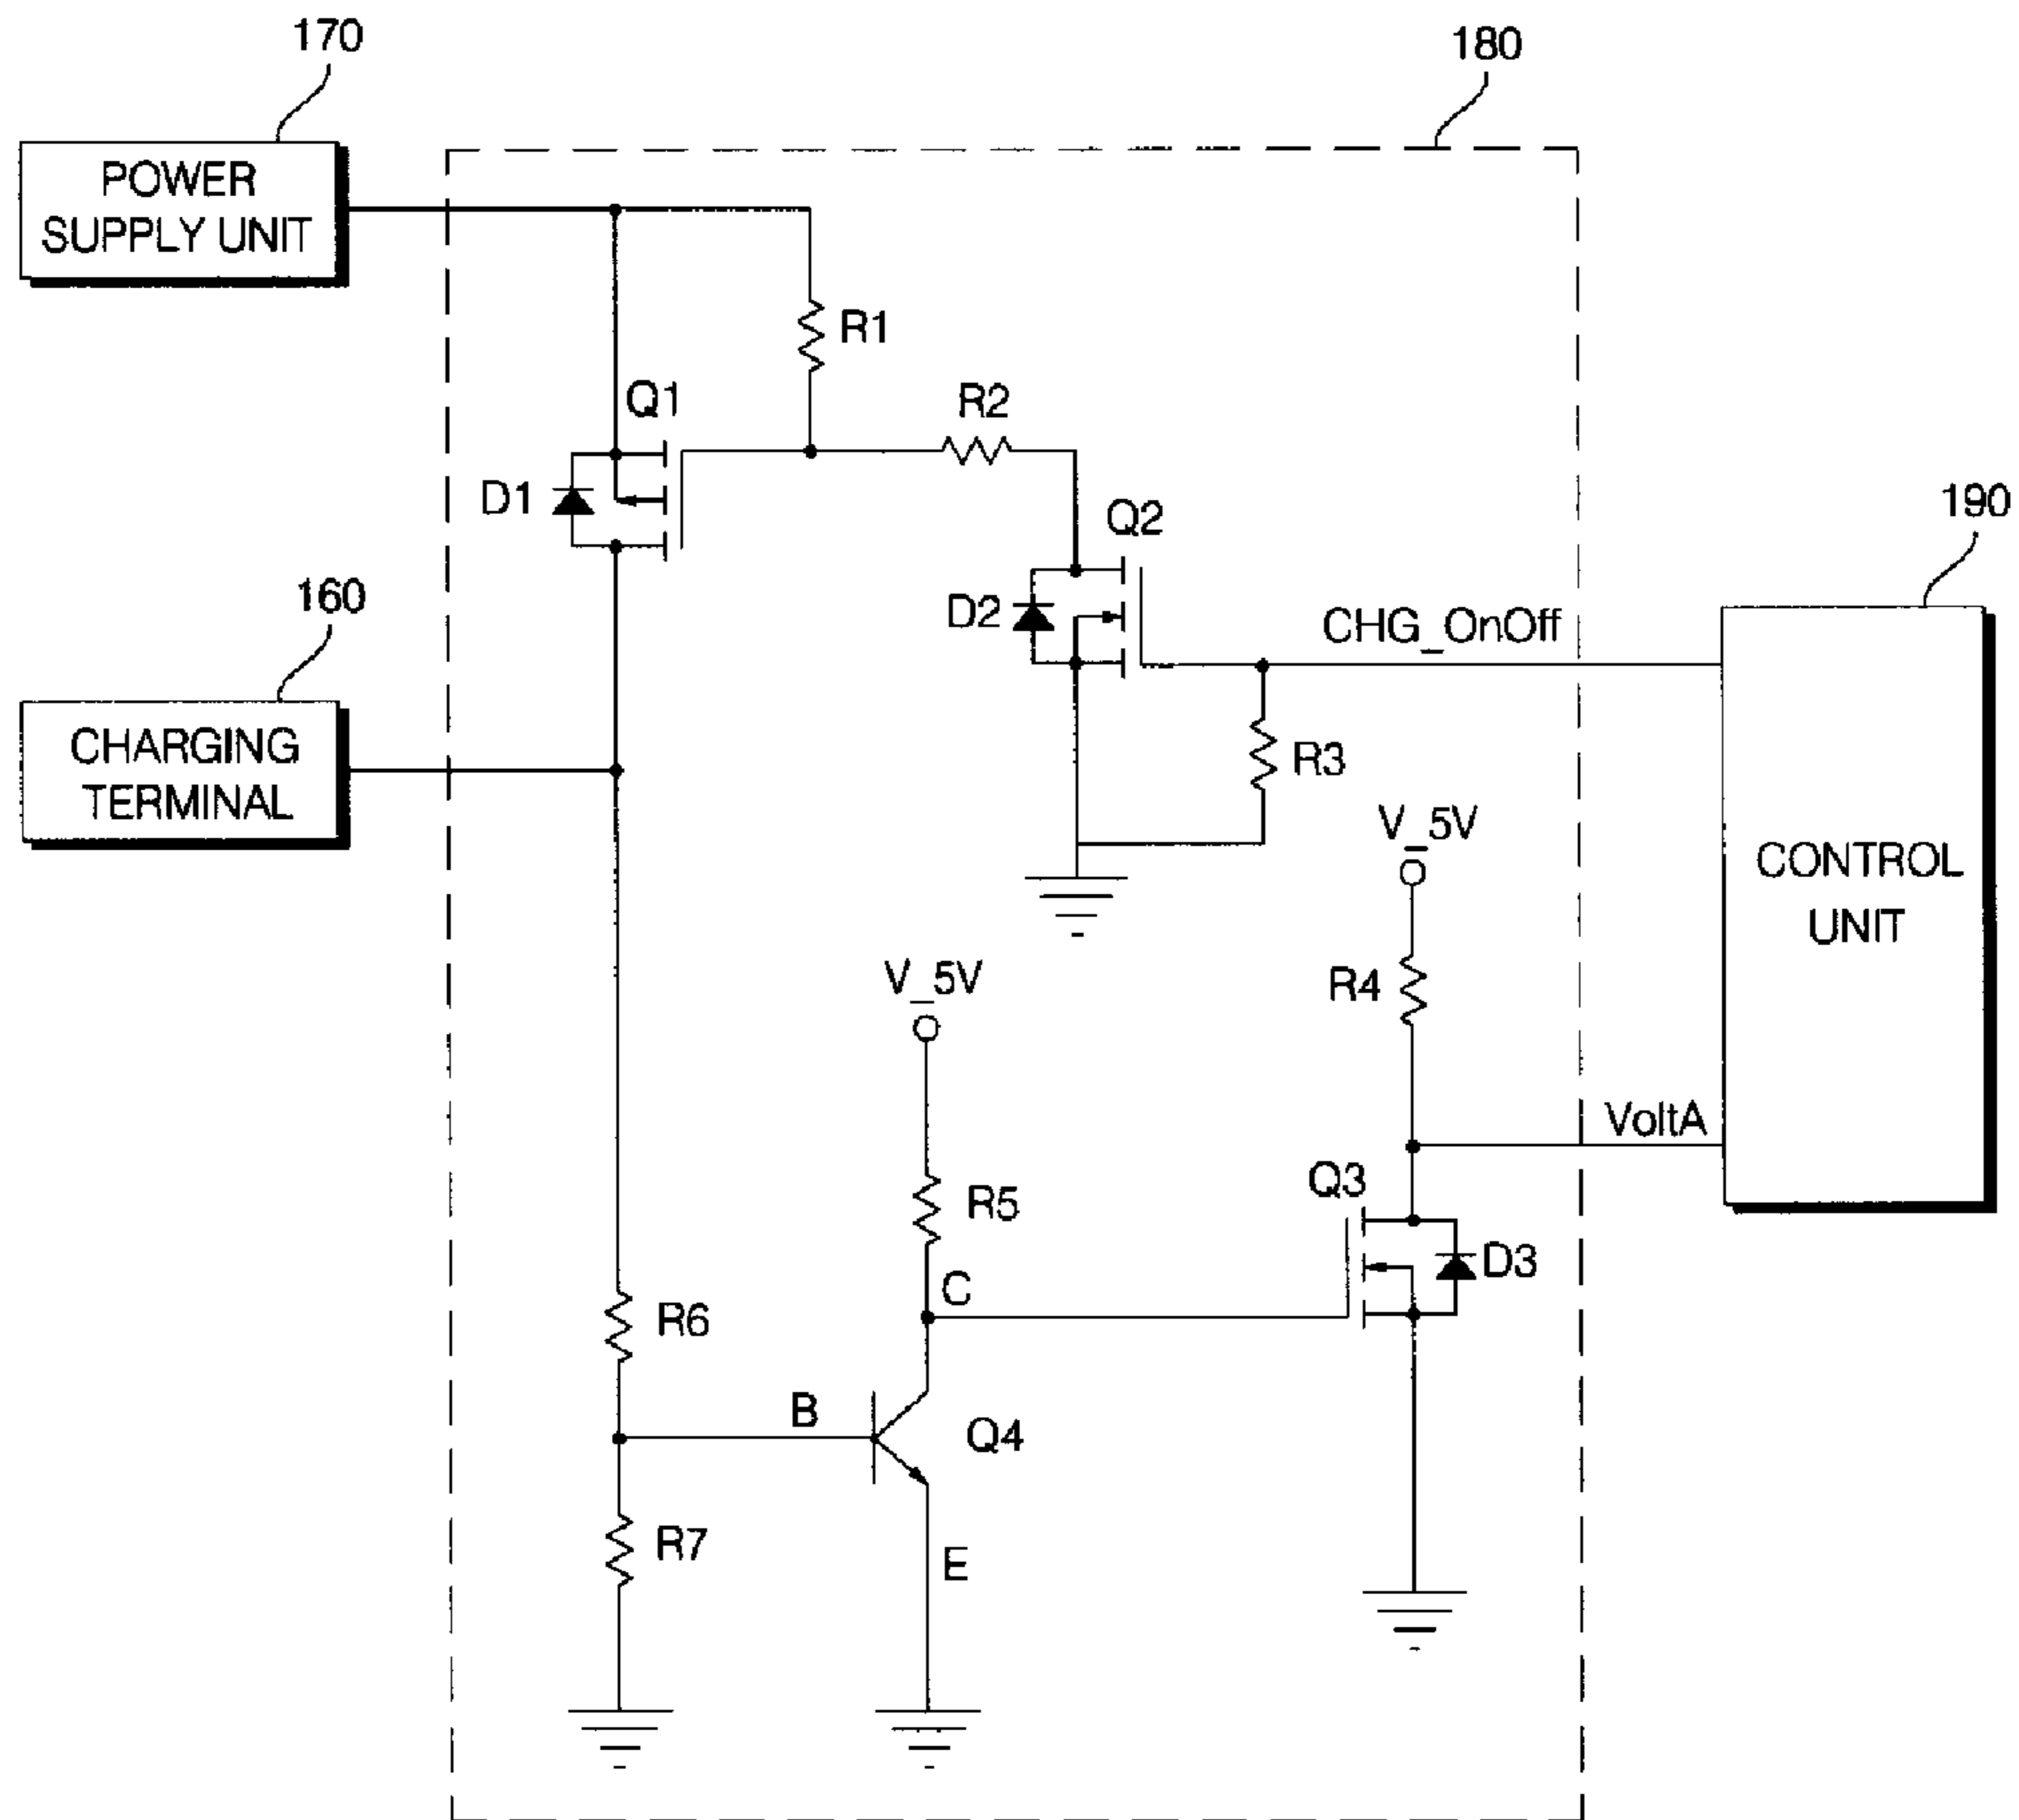 170
180
POWER
SUPPLY UNIT
R1
Q1
R2
D1
Q2
190
160
D2
CHG_OnOff
CHARGING
TERMINAL
R3
V_5V
CONTROL
UNIT
V_5V
R4
VoltA
Q3
R5
D3
C
R6
B
Q4
R7
E